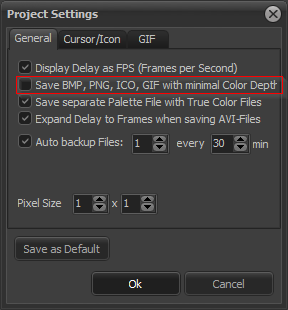 Project Settings
General Cursor/Icon GIF
Display Delay as FPS (Frames per Second)
Save BMP, PNG, ICO, GIF with minimal Color Depth
Save separate Palette File with True Color Files
Expand Delay to Frames when saving AVI-Files
Auto backup Files: 1 every 30 min
Pixel Size 1 x 1
Save as Default
Ok Cancel